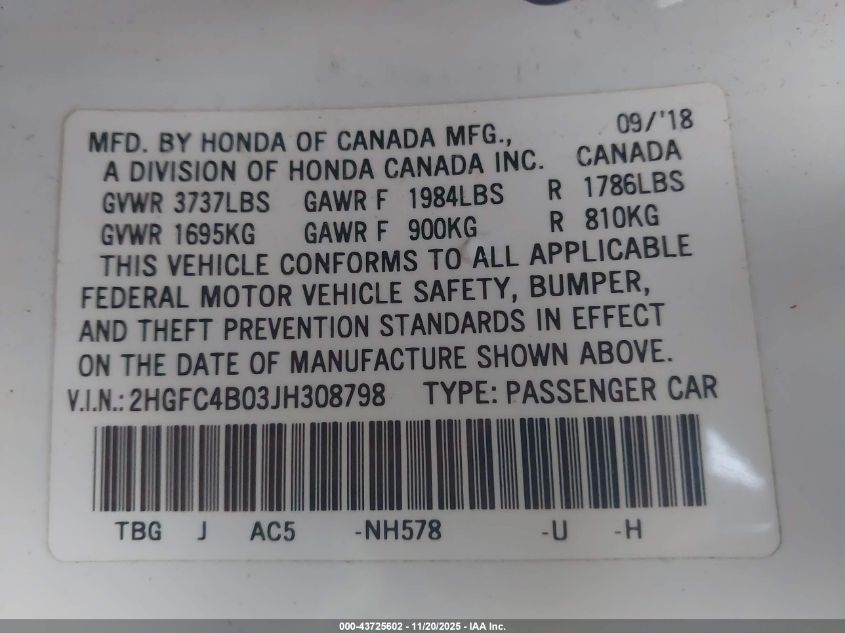 09/'18
MFD. BY HONDA OF CANADA MFG.,
A DIVISION OF HONDA CANADA INC. CANADA
GVWR 3737LBS GAWR F 1984LBS R 1786LBS
GVWR 1695KG GAWR F 900KG R 810KG
THIS VEHICLE CONFORMS TO ALL APPLICABLE
FEDERAL MOTOR VEHICLE SAFETY, BUMPER,
AND THEFT PREVENTION STANDARDS IN EFFECT
ON THE DATE OF MANUFACTURE SHOWN ABOVE.
V.I.N.: 2HGFC4B03JH308798 TYPE: PASSENGER CAR
TBG J AC5 -NH578 -U -H
000-43725602 - 11/20/2025 - IAA Inc.